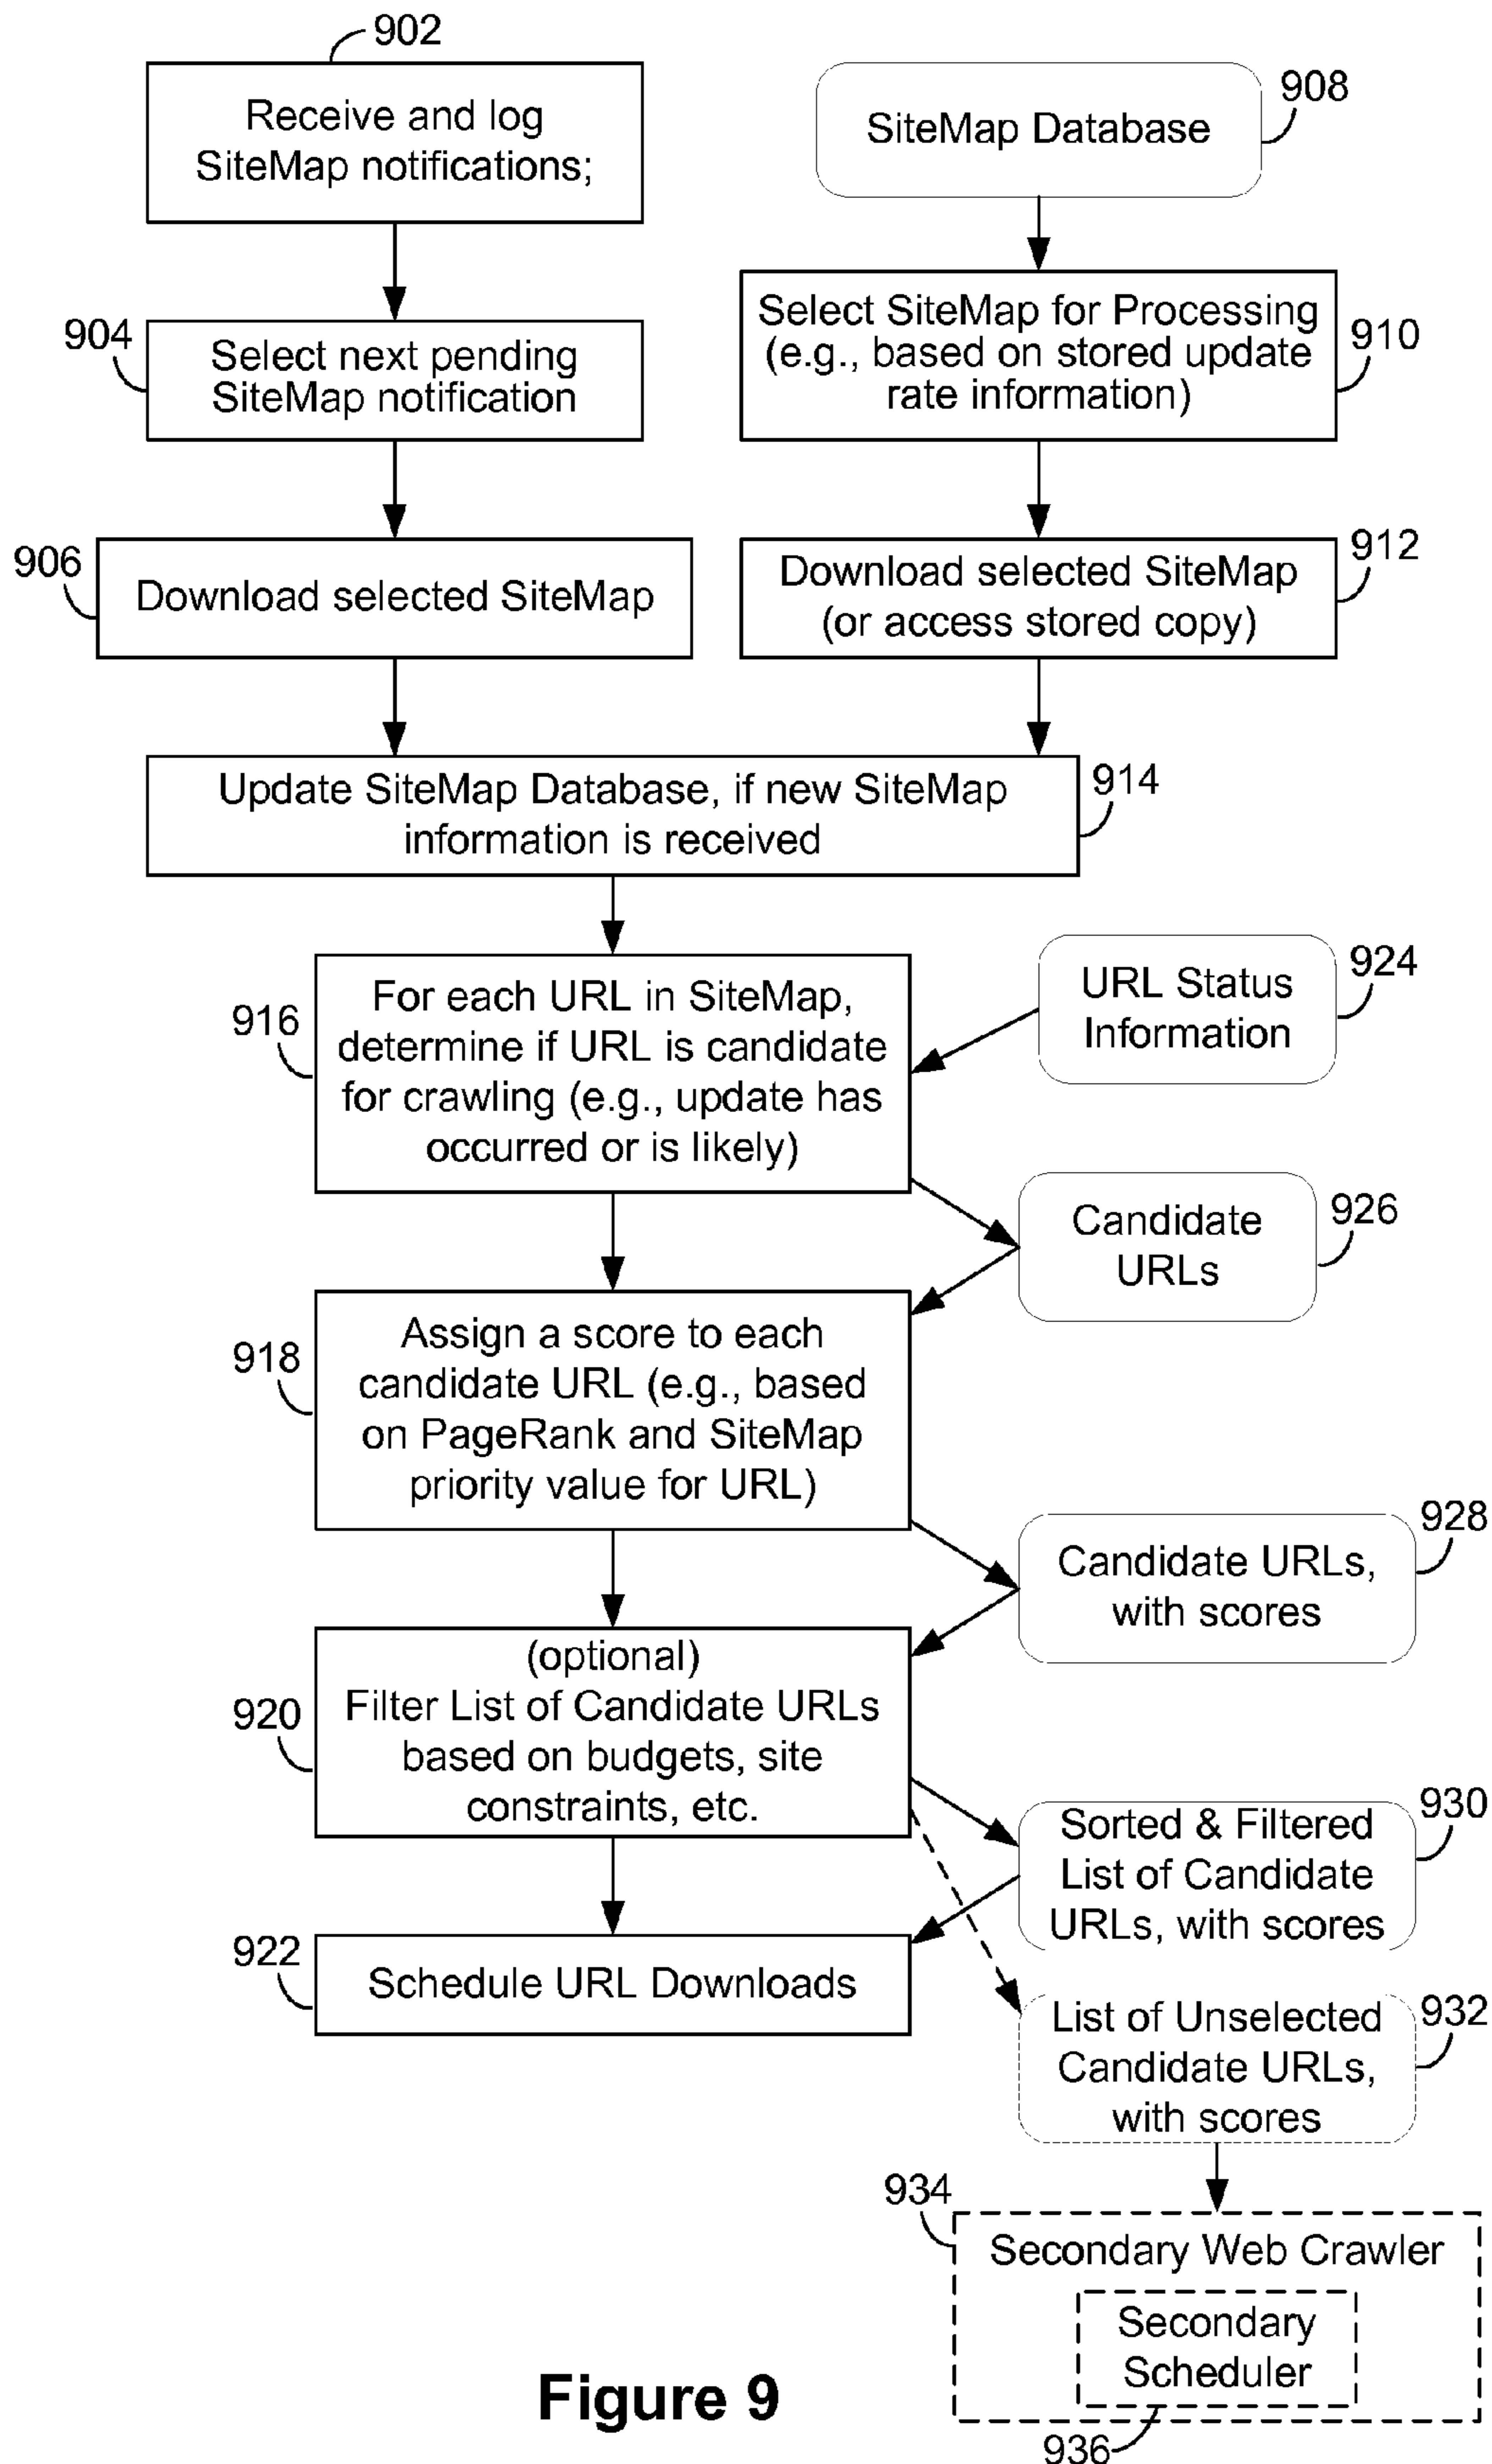 902
Receive and log
SiteMap notifications;
908
SiteMap Database
904
Select next pending
SiteMap notification
Select SiteMap for Processing
(e.g., based on stored update
rate information)
910
906
Download selected SiteMap
Download selected SiteMap
(or access stored copy)
912
Update SiteMap Database, if new SiteMap
information is received
914
916
For each URL in SiteMap,
determine if URL is candidate
for crawling (e.g., update has
occurred or is likely)
URL Status
Information
924
Candidate
URLs
926
918
Assign a score to each
candidate URL (e.g., based
on PageRank and SiteMap
priority value for URL)
Candidate URLs,
with scores
928
920
(optional)
Filter List of Candidate URLs
based on budgets, site
constraints, etc.
Sorted & Filtered
List of Candidate
URLs, with scores
930
922
Schedule URL Downloads
List of Unselected
Candidate URLs,
with scores
932
934
Secondary Web Crawler
Secondary
Scheduler
936
Figure 9